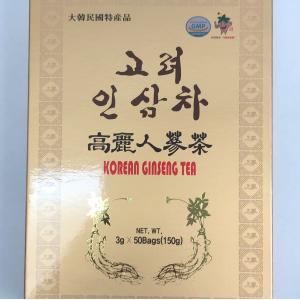 大韓民國特産品
GMP
고려
인삼차
高麗人蔘茶
KOREAN GINSENG TEA
NET, WT,
3g X 50Bags(150g)